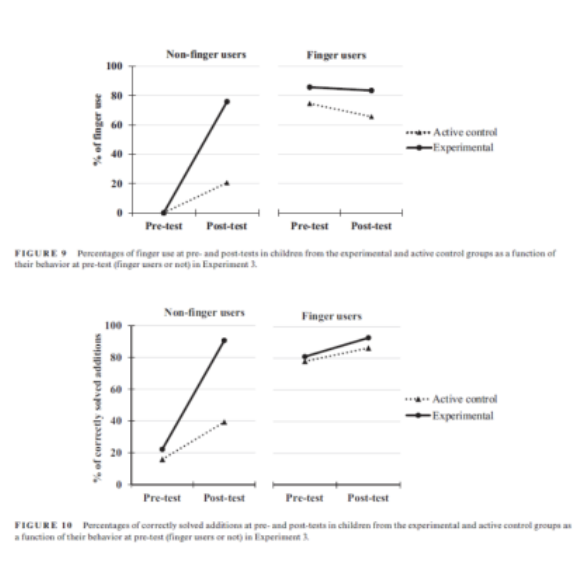 Non-finger users
Finger users
100
80
60
40
20
0
% of finger use
Pre-test
Post-test
Pre-test
Post-test
Active control
Experimental
FIGURE 9 Percentages of finger use at pre- and post-tests in children from the experimental and active control groups as a function of
their behavior at pre-test (finger users or not) in Experiment 3.
Non-finger users
Finger users
100
80
60
40
20
0
% of correctly solved additions
Pre-test
Post-test
Pre-test
Post-test
Active control
Experimental
FIGURE 10 Percentages of correctly solved additions at pre- and post-tests in children from the experimental and active control groups as
a function of their behavior at pre-test (finger users or not) in Experiment 3.